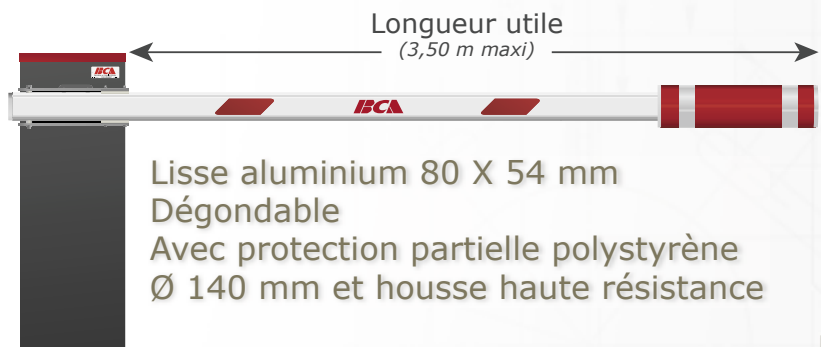 Longueur utile
(3,50 m maxi)
BCA
BCA
Lisse aluminium 80 X 54 mm
Dégondable
Avec protection partielle polystyrène
Ø 140 mm et housse haute résistance